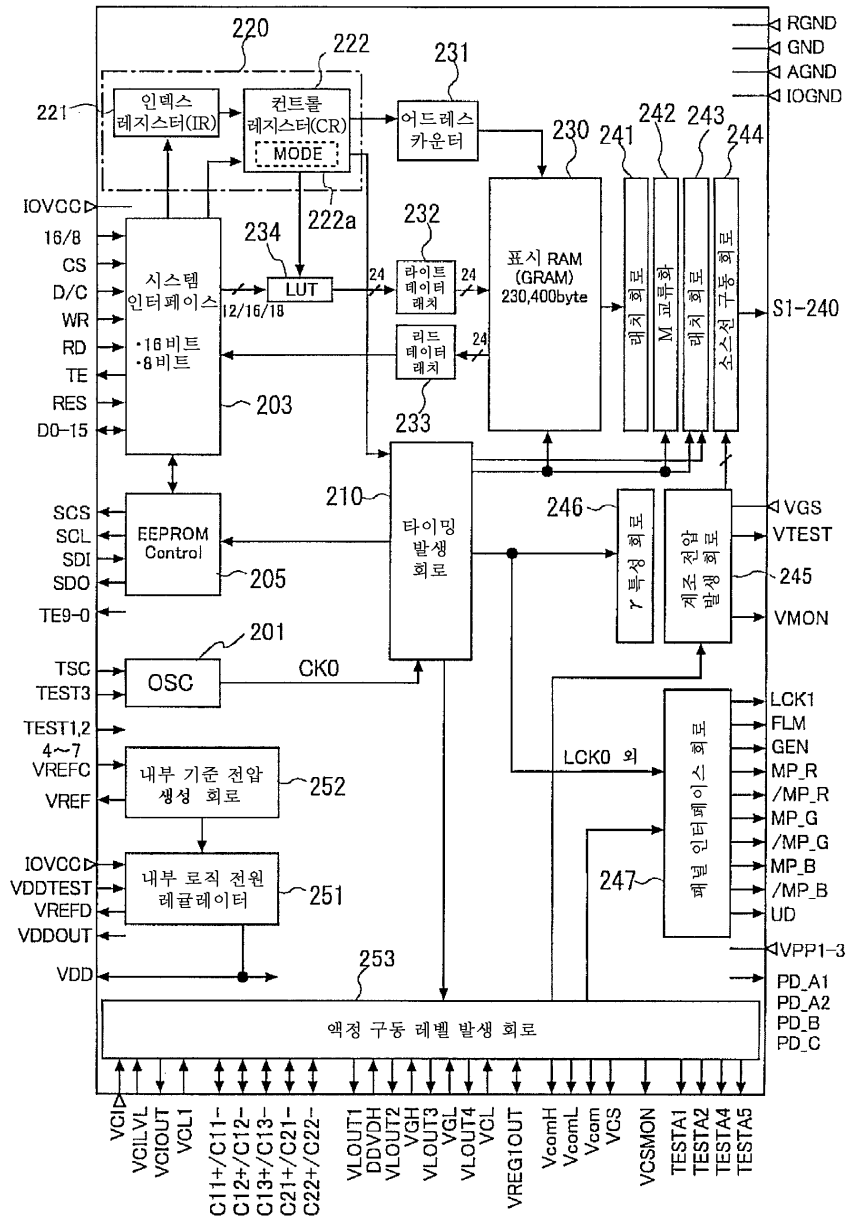 RGND
GND
AGND
IOGND
220
222
231
221
인덱스
레지스터(IR)
컨트롤
레지스터(CR)
MODE
222a
어드레스
카운터
230
241
242
243
244
IOVCC
16/8
CS
D/C
WR
RD
TE
RES
D0-15
시스템
인터페이스
·16비트
·8비트
203
234
LUT
12/16/18
24
232
라이트
데이터
래치
24
리드
데이터
래치
24
233
표시 RAM
(GRAM)
230,400byte
래치 회로
M 교류화
래치 회로
소스선 구동 회로
S1-240
210
타이밍
발생
회로
SCS
SCL
SDI
SDO
EEPROM
Control
205
TE9-0
246
γ 특성 회로
계조 전압
발생 회로
245
VGS
VTEST
VMON
201
TSC
TEST3
OSC
CK0
TEST1,2
4~7
VREFC
VREF
내부 기준 전압
생성 회로
252
IOVCC
VDDTEST
VREFD
VDDOUT
VDD
내부 로직 전원
레귤레이터
251
LCK0 외
패널 인터페이스 회로
247
LCK1
FLM
GEN
MP_R
/MP_R
MP_G
/MP_G
MP_B
/MP_B
UD
VPP1-3
PD_A1
PD_A2
PD_B
PD_C
253
액정 구동 레벨 발생 회로
VCI
VCILVL
VCIOUT
VCL1
C11+/C11-
C12+/C12-
C13+/C13-
C21+/C21-
C22+/C22-
VLOUT1
DDVDH
VLOUT2
VGH
VLOUT3
VGL
VLOUT4
VCL
VREG1OUT
VcomH
VcomL
Vcom
VCS
VCSMON
TESTA1
TESTA2
TESTA4
TESTA5